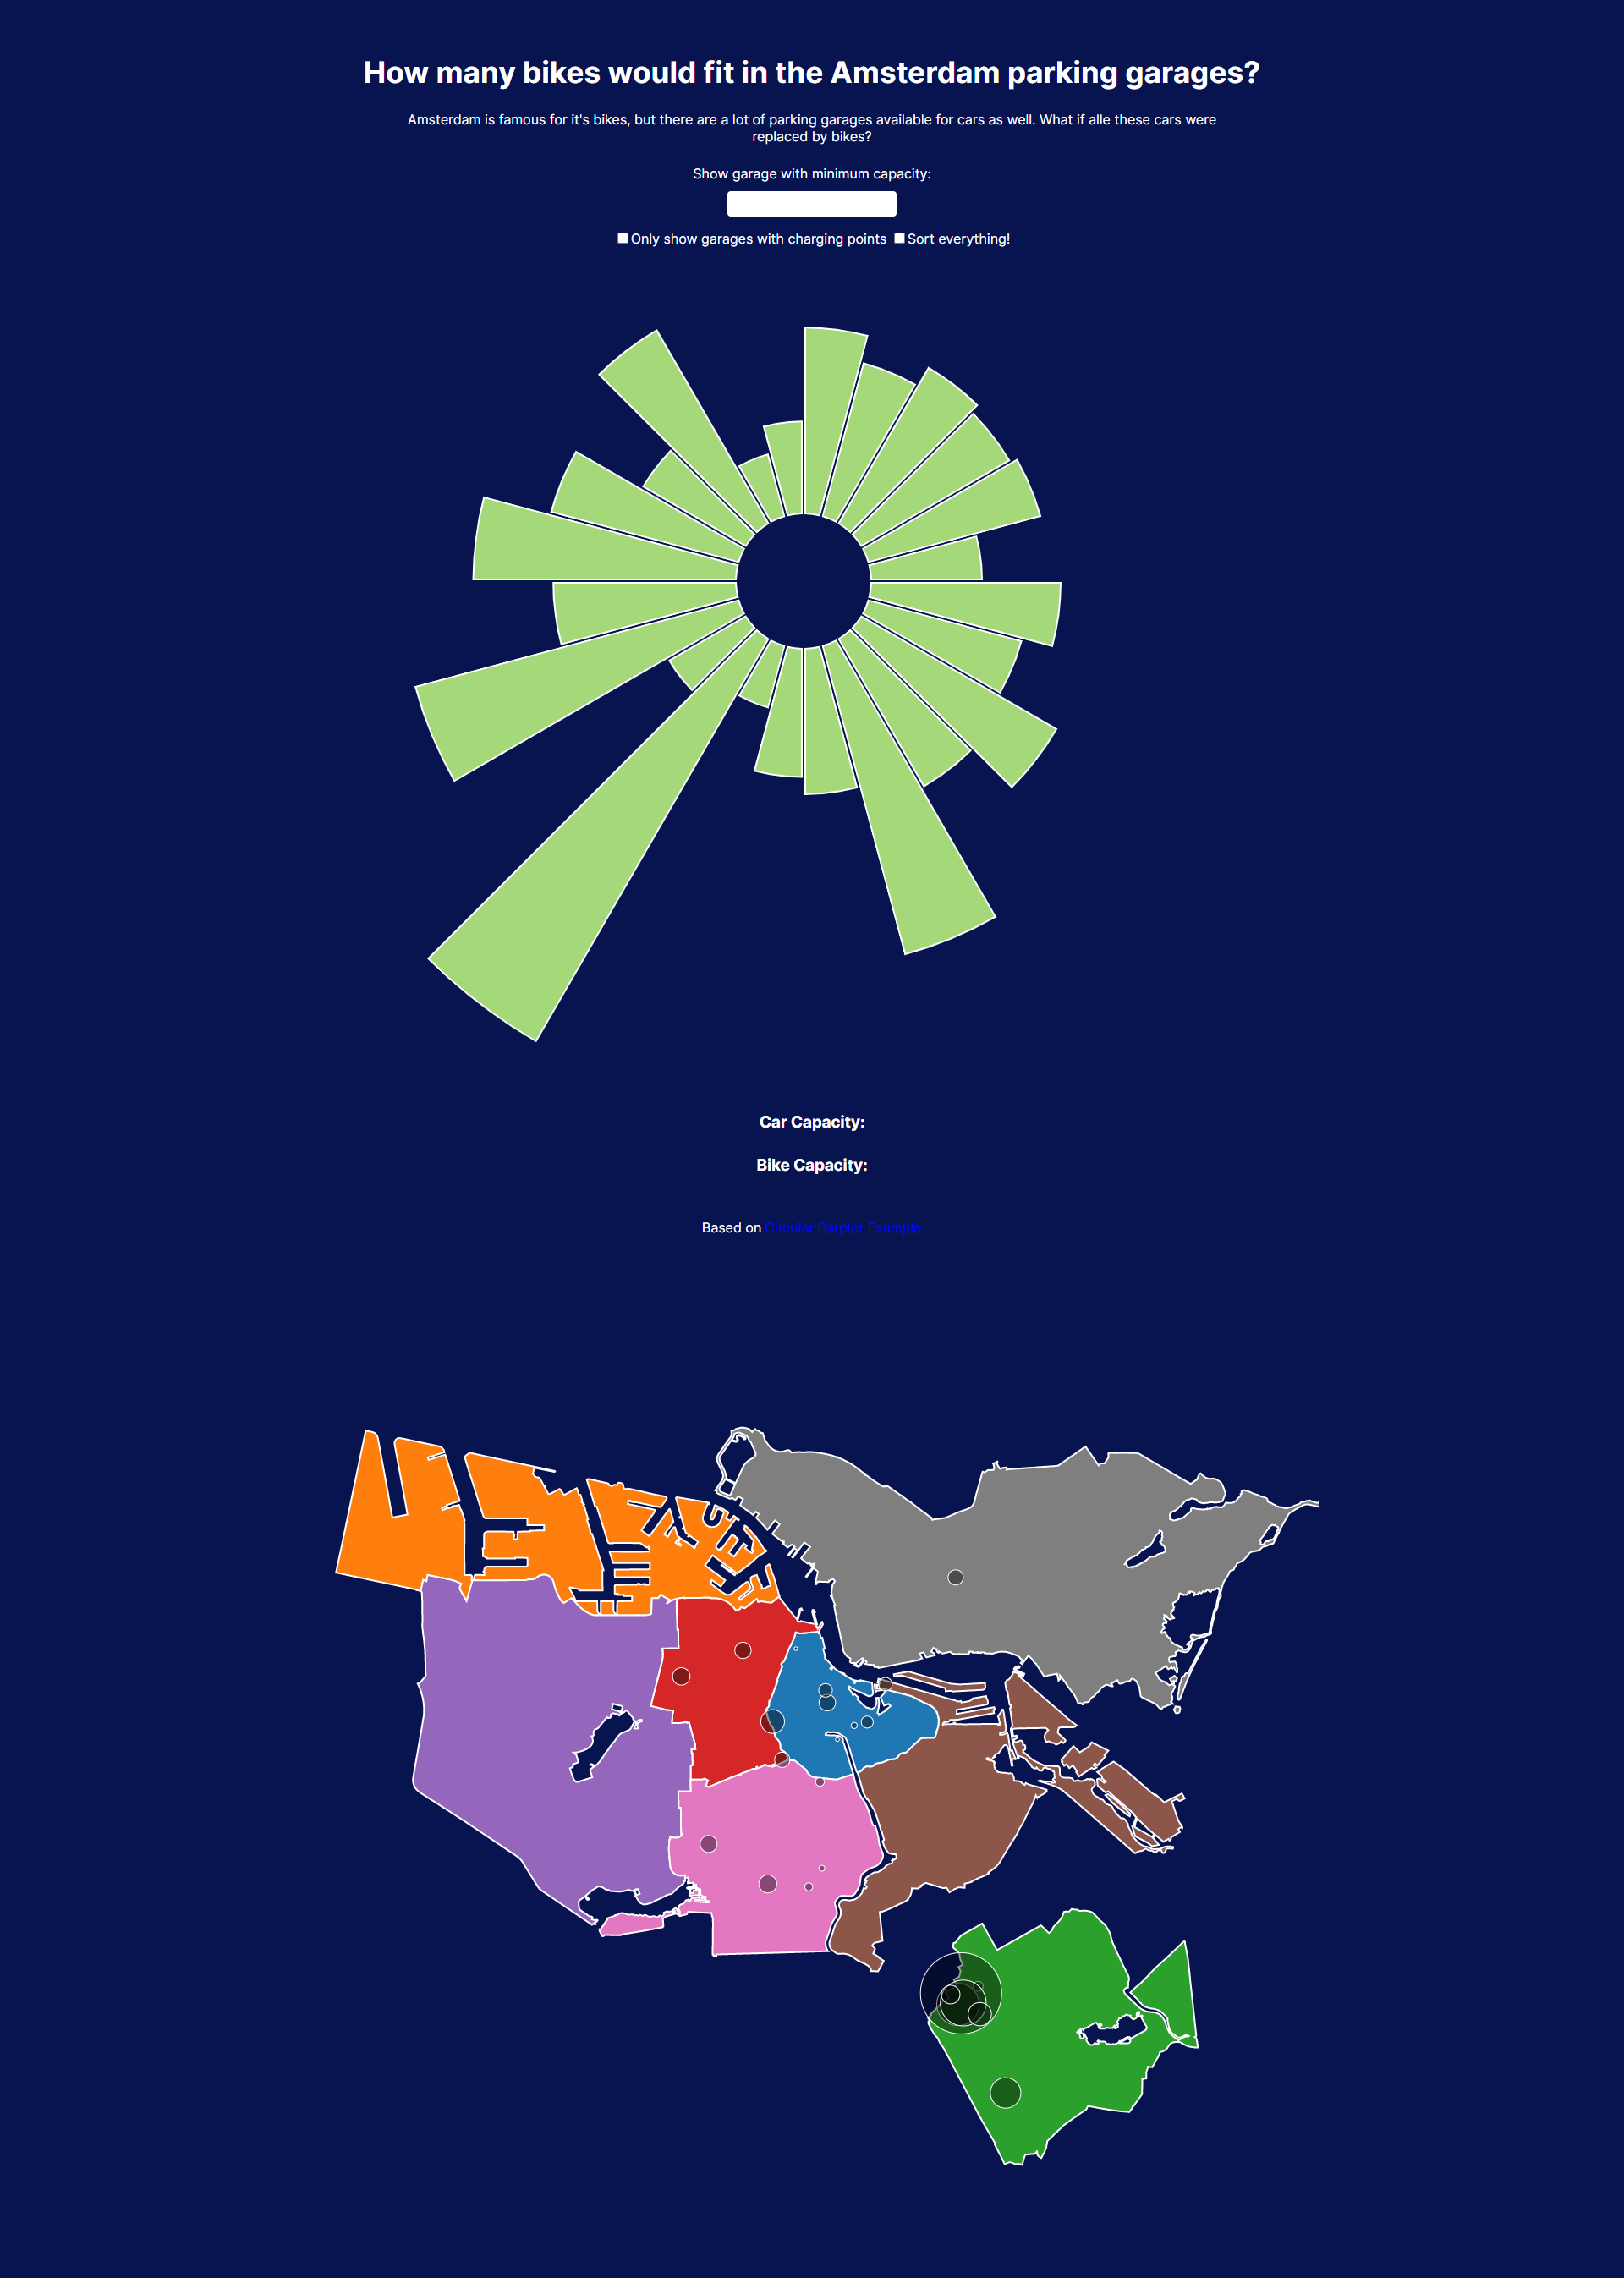 How many bikes would fit in the Amsterdam parking garages?
Amsterdam is famous for it's bikes, but there are a lot of parking garages available for cars as well. What if alle these cars were
replaced by bikes?
Show garage with minimum capacity:
Only show garages with charging points Sort everything!
Car Capacity:
Bike Capacity:
Based on Circular Barplot Example